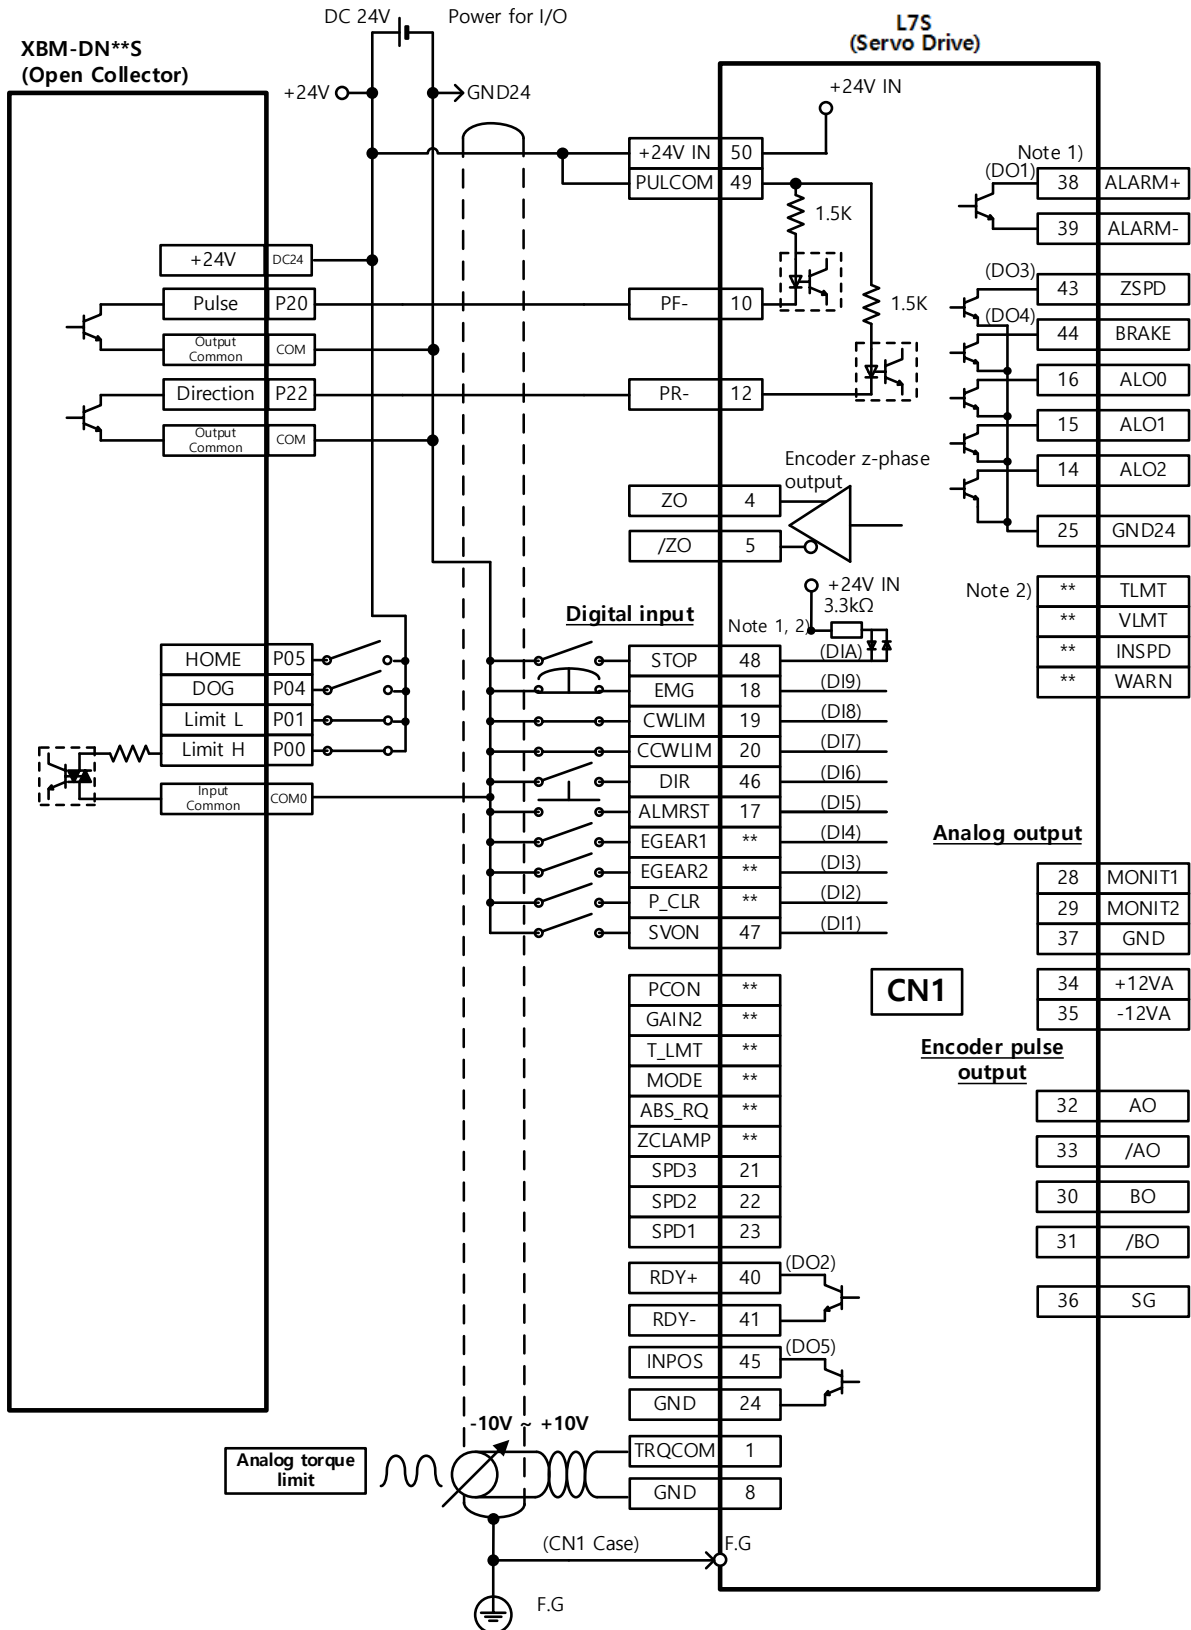 DC 24V
Power for I/O
L7S
(Servo Drive)
XBM-DN**S
(Open Collector)
+24V
GND24
+24V IN
+24V IN 50
PULCOM 49
1.5K
1.5K
Note 1)
(DO1)
38 ALARM+
39 ALARM-
+24V DC24
Pulse P20
Output
Common COM
Direction P22
Output
Common COM
PF- 10
PR- 12
(DO3)
43 ZSPD
(DO4)
44 BRAKE
16 ALO0
15 ALO1
14 ALO2
25 GND24
Encoder z-phase
output
ZO 4
/ZO 5
+24V IN
3.3kΩ
Note 2)
** TLMT
** VLMT
** INSPD
** WARN
Digital input
Note 1, 2)
HOME P05
DOG P04
Limit L P01
Limit H P00
Input
Common COM0
STOP 48 (DIA)
EMG 18 (DI9)
CWLIM 19 (DI8)
CCWLIM 20 (DI7)
DIR 46 (DI6)
ALMRST 17 (DI5)
EGEAR1 ** (DI4)
EGEAR2 ** (DI3)
P_CLR ** (DI2)
SVON 47 (DI1)
Analog output
28 MONIT1
29 MONIT2
37 GND
34 +12VA
35 -12VA
CN1
PCON **
GAIN2 **
T_LMT **
MODE **
ABS_RQ **
ZCLAMP **
SPD3 21
SPD2 22
SPD1 23
Encoder pulse
output
32 AO
33 /AO
30 BO
31 /BO
36 SG
RDY+ 40 (DO2)
RDY- 41
INPOS 45 (DO5)
GND 24
-10V ~ +10V
Analog torque
limit
TRQCOM 1
GND 8
(CN1 Case)
F.G
F.G